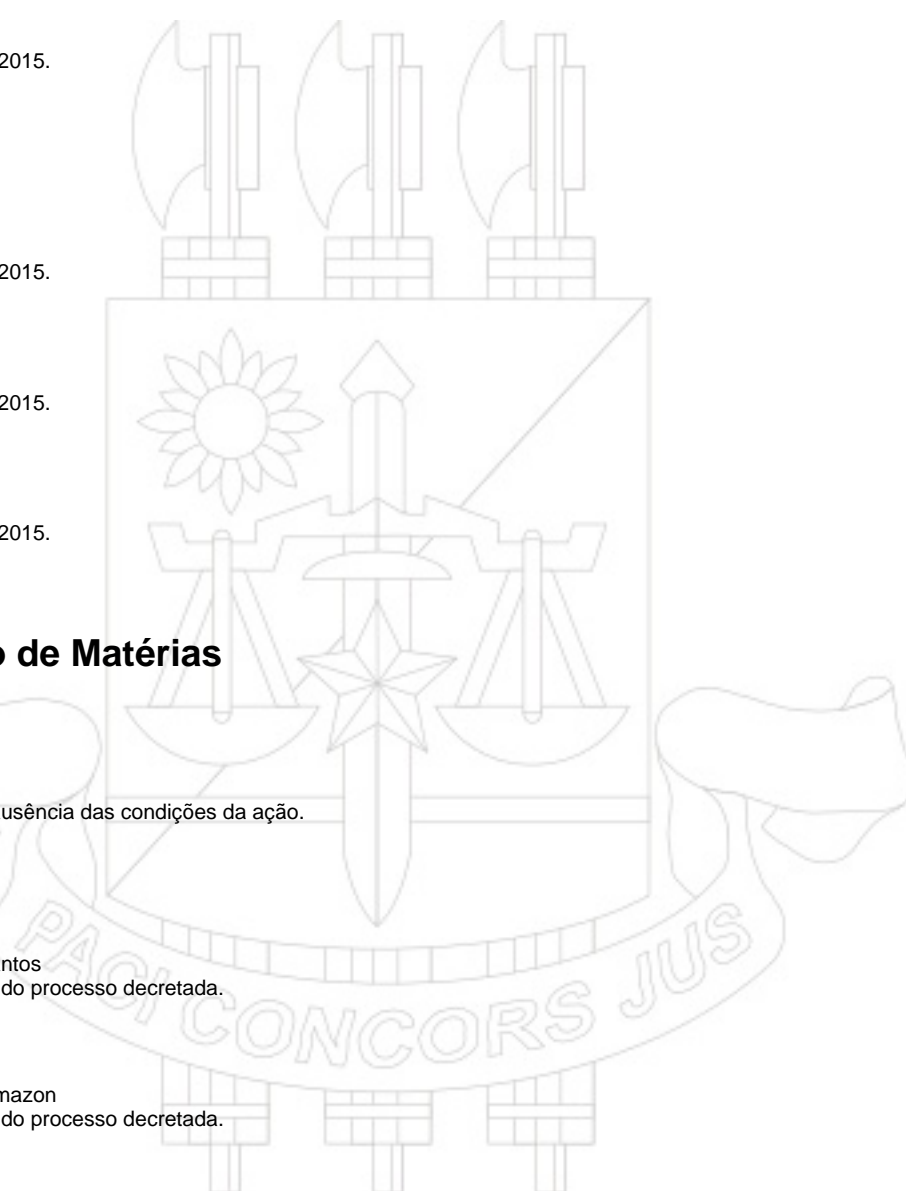 2015.
2015.
2015.
2015.
o de Matérias
usência das condições da ação.
ntos
do processo decretada.
PACI CONCORS JUS
mazon
do processo decretada.